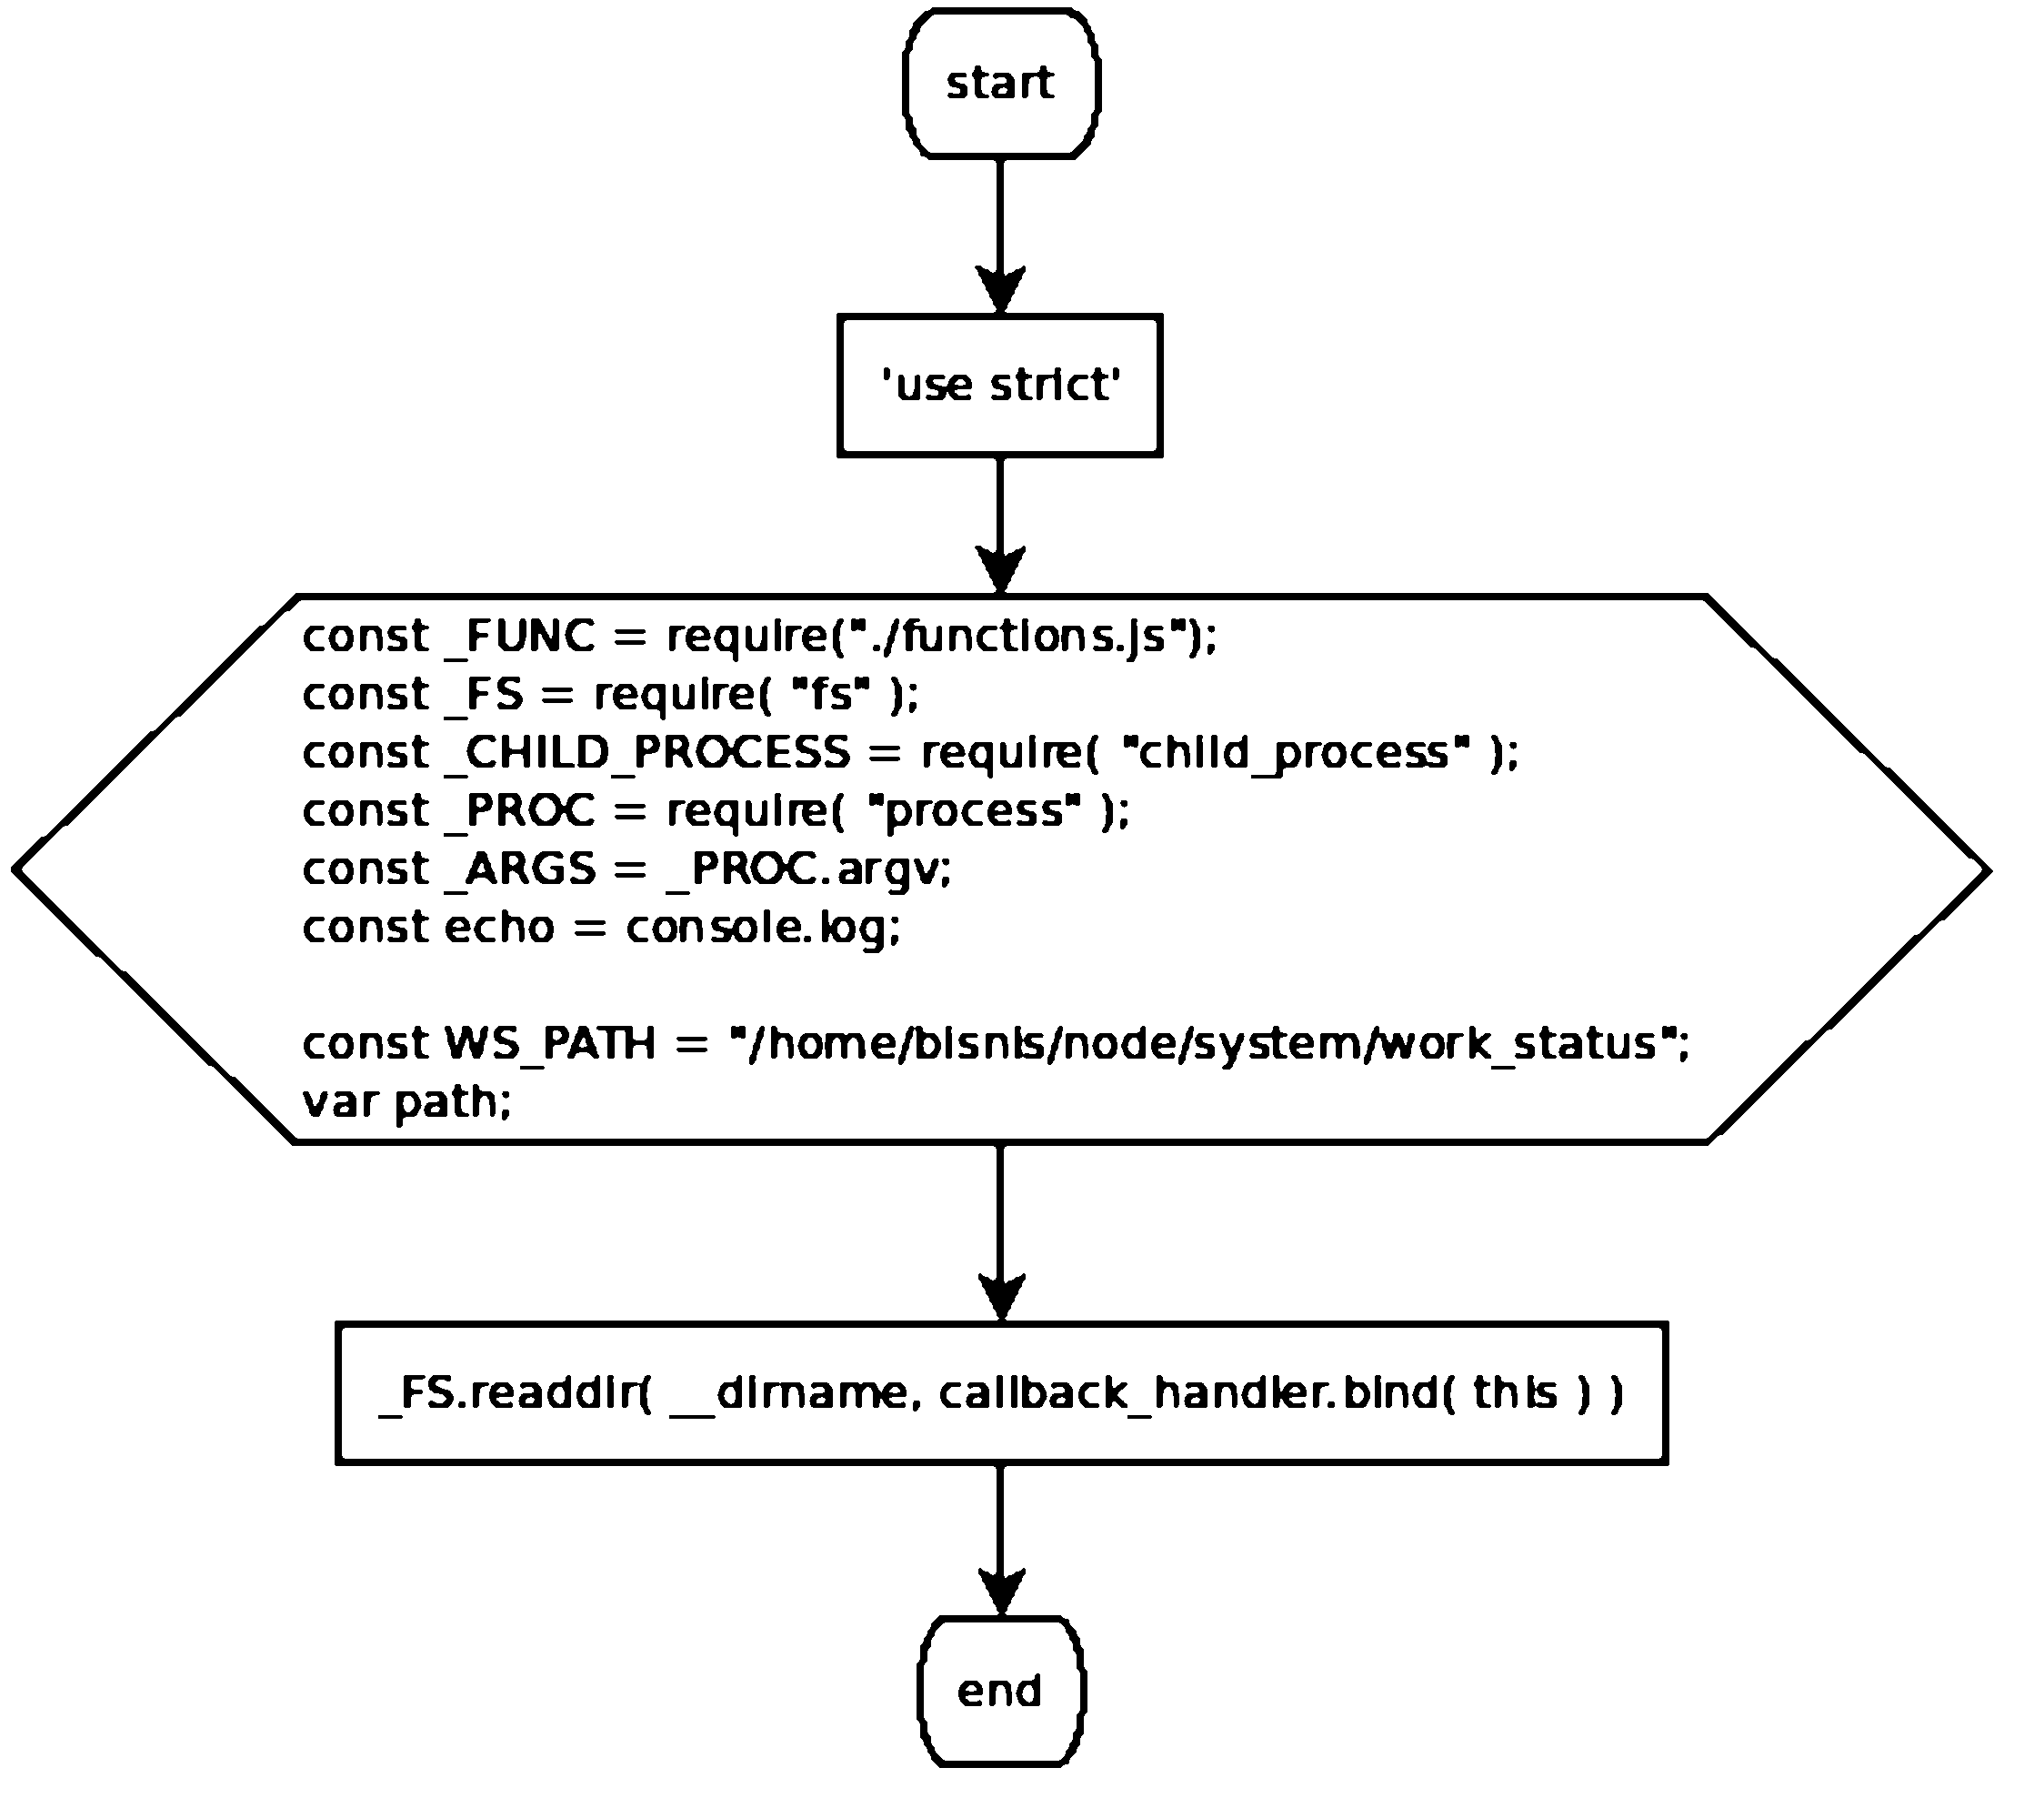 start
'use strict'
const _FUNC = require("./functions.js");
const _FS = require( "fs" );
const _CHILD_PROCESS = require( "child_process" );
const _PROC = require( "process" );
const _ARGS = _PROC.argv;
const echo = console.log;
const WS_PATH = "/home/bisnis/node/system/work_status";
var path;
_FS.readdir( __dirname, callback_handler.bind( this ) )
end